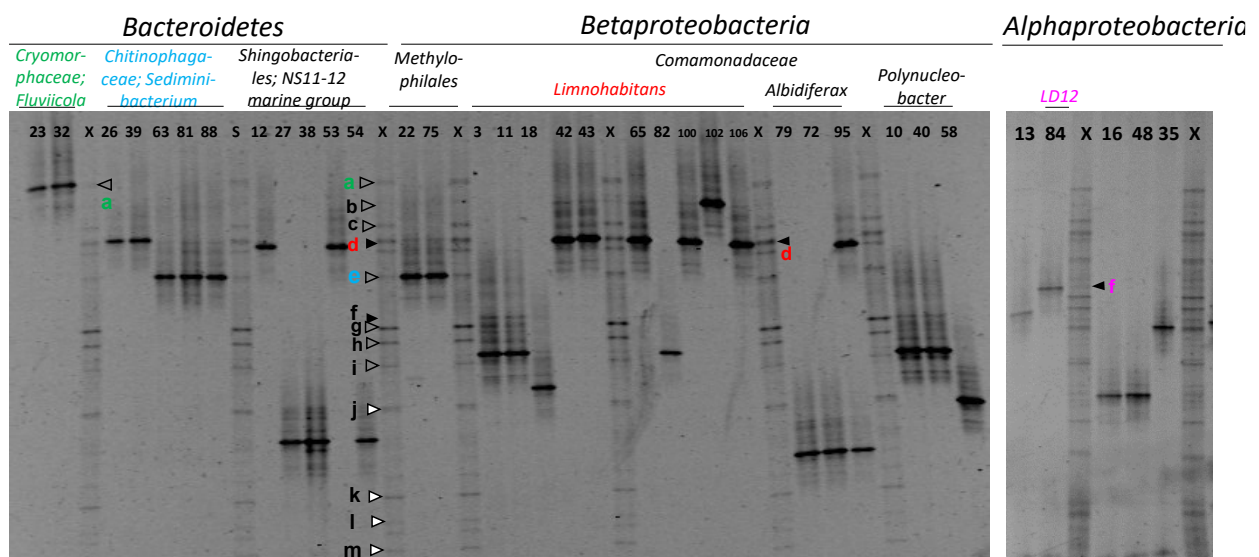 Bacteroidetes Betaproteobacteria Alphaproteobacteria
Cryomor-
phaceae;
Fluviicola
Chitinophaga-
ceae; Sedimini-
bacterium
Shingobacteria-
les; NS11-12
marine group
Methylo-
philales
Comamonadaceae
Limnohabitans
Albidiferax
Polynucleo-
bacter
LD12
23 32 X 26 39 63 81 88 S 12 27 38 53 54 X 22 75 X 3 11 18 42 43 X 65 82 100 102 106 X 79 72 95 X 10 40 58
13 84 X 16 48 35 X
a
a
b
c
d
d
e
f
g
h
i
j
k
l
m
f